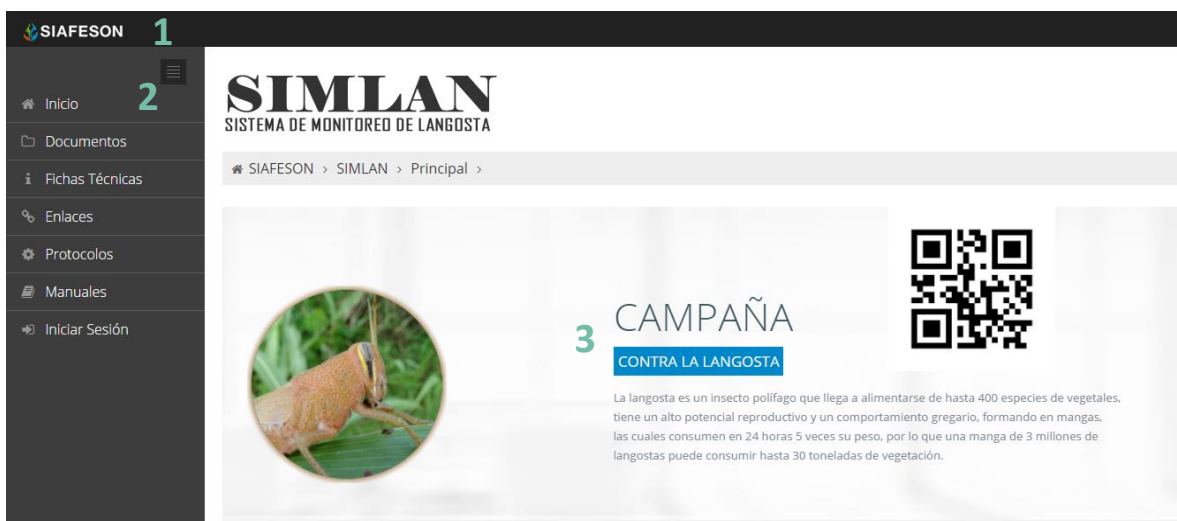 SIAFESON
1
2
Inicio
Documentos
Fichas Técnicas
Enlaces
Protocolos
Manuales
Iniciar Sesión
SIMLAN
SISTEMA DE MONITOREO DE LANGOSTA
SIAFESON > SIMLAN > Principal >
3
CAMPAÑA
CONTRA LA LANGOSTA
La langosta es un insecto polífago que llega a alimentarse de hasta 400 especies de vegetales,
tiene un alto potencial reproductivo y un comportamiento gregario, formando en mangas,
las cuales consumen en 24 horas 5 veces su peso, por lo que una manga de 3 millones de
langostas puede consumir hasta 30 toneladas de vegetación.